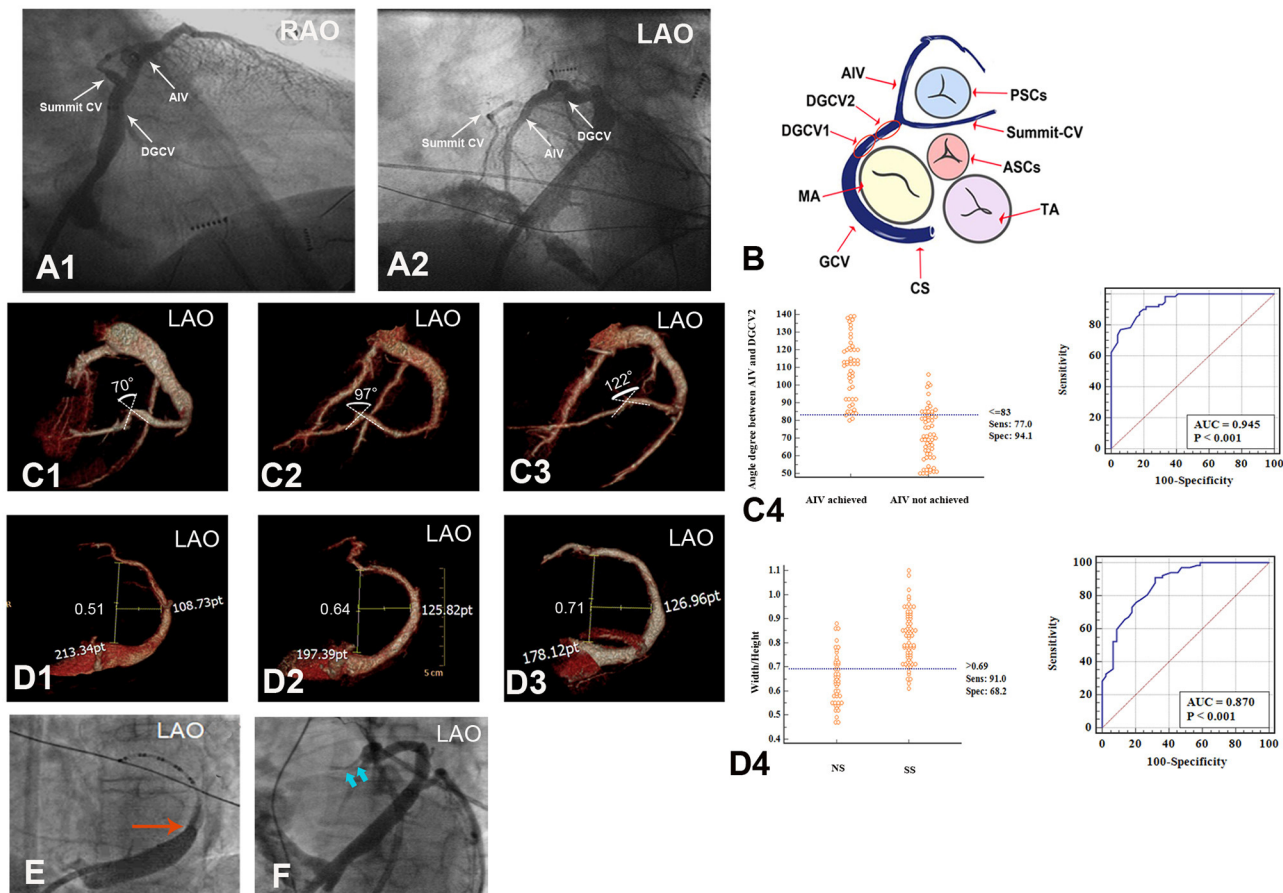 RAO
Summit CV
AIV
DGCV
A1
LAO
Summit CV
AIV
DGCV
A2
AIV
DGCV2
DGCV1
MA
GCV
CS
PSCs
Summit-CV
ASCs
TA
B
LAO
70°
C1
LAO
97°
C2
LAO
122°
C3
Angle degree between AIV and DGCV2
140
130
120
110
100
90
80
70
60
50
<=83
Sens: 77.0
Spec: 94.1
AIV achieved
AIV not achieved
C4
Sensitivity
80
60
40
20
0
AUC = 0.945
P < 0.001
0 20 40 60 80 100
100-Specificity
LAO
0.51
108.73pt
213.34pt
D1
LAO
0.64
125.82pt
197.39pt
5 cm
D2
LAO
0.71
126.96pt
178.12pt
D3
Width/Height
1.1
1.0
0.9
0.8
0.7
0.6
0.5
0.4
>0.69
Sens: 91.0
Spec: 68.2
NS
SS
D4
Sensitivity
100
80
60
40
20
0
AUC = 0.870
P < 0.001
0 20 40 60 80 100
100-Specificity
LAO
E
LAO
F